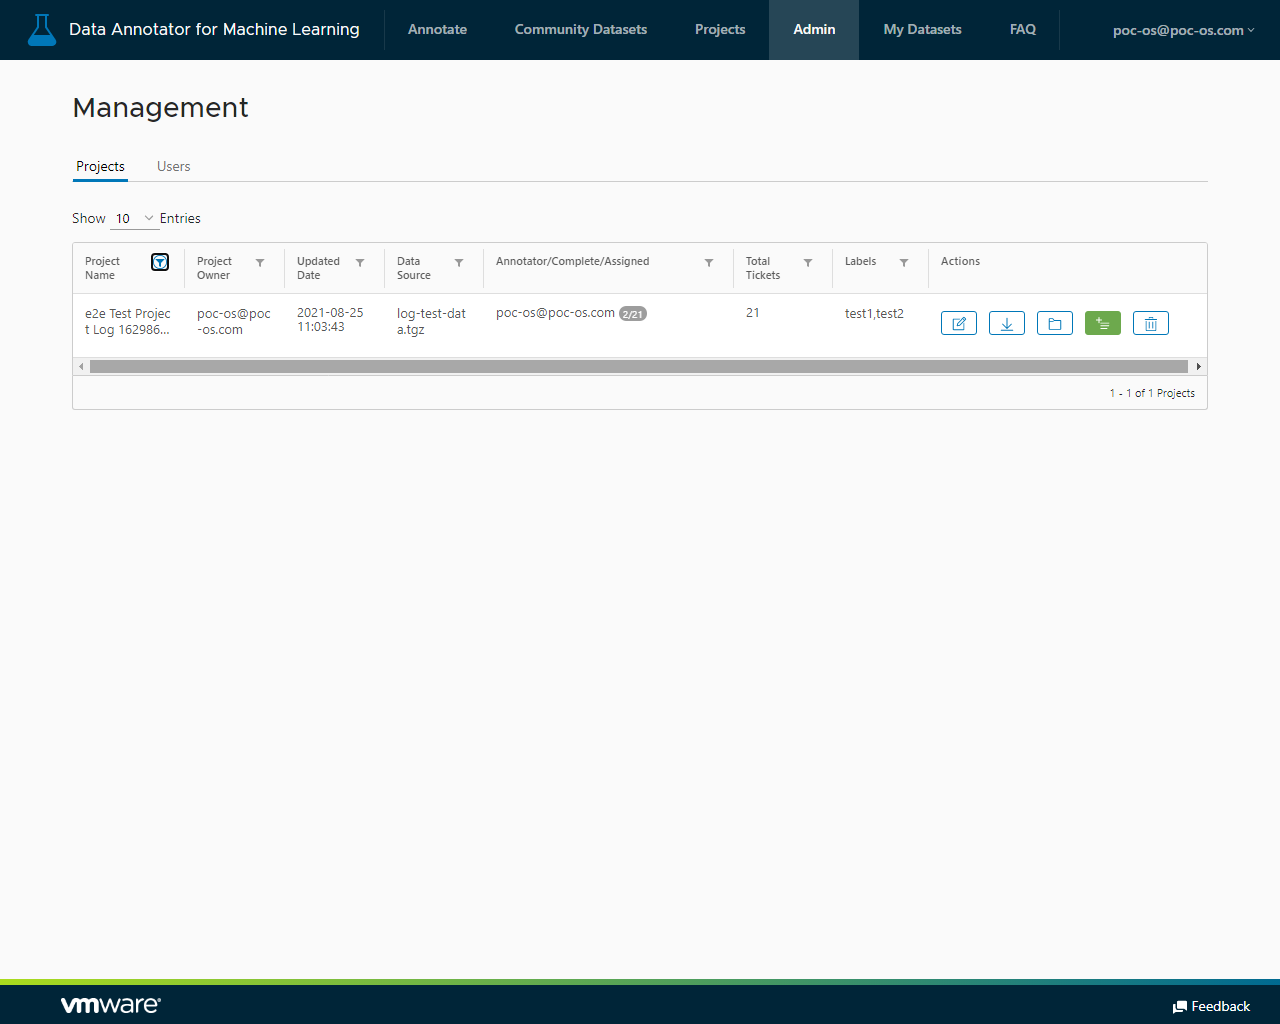 Data Annotator for Machine Learning
Annotate
Community Datasets
Projects
Admin
My Datasets
FAQ
poc-os@poc-os.com
Management
Projects
Users
Show 10 Entries
Project Name
Project Owner
Updated Date
Data Source
Annotator/Complete/Assigned
Total Tickets
Labels
Actions
e2e Test Projec
t Log 162986...
poc-os@poc
-os.com
2021-08-25
11:03:43
log-test-dat
a.tgz
poc-os@poc-os.com 2/21
21
test1,test2
1 - 1 of 1 Projects
vmware®
Feedback